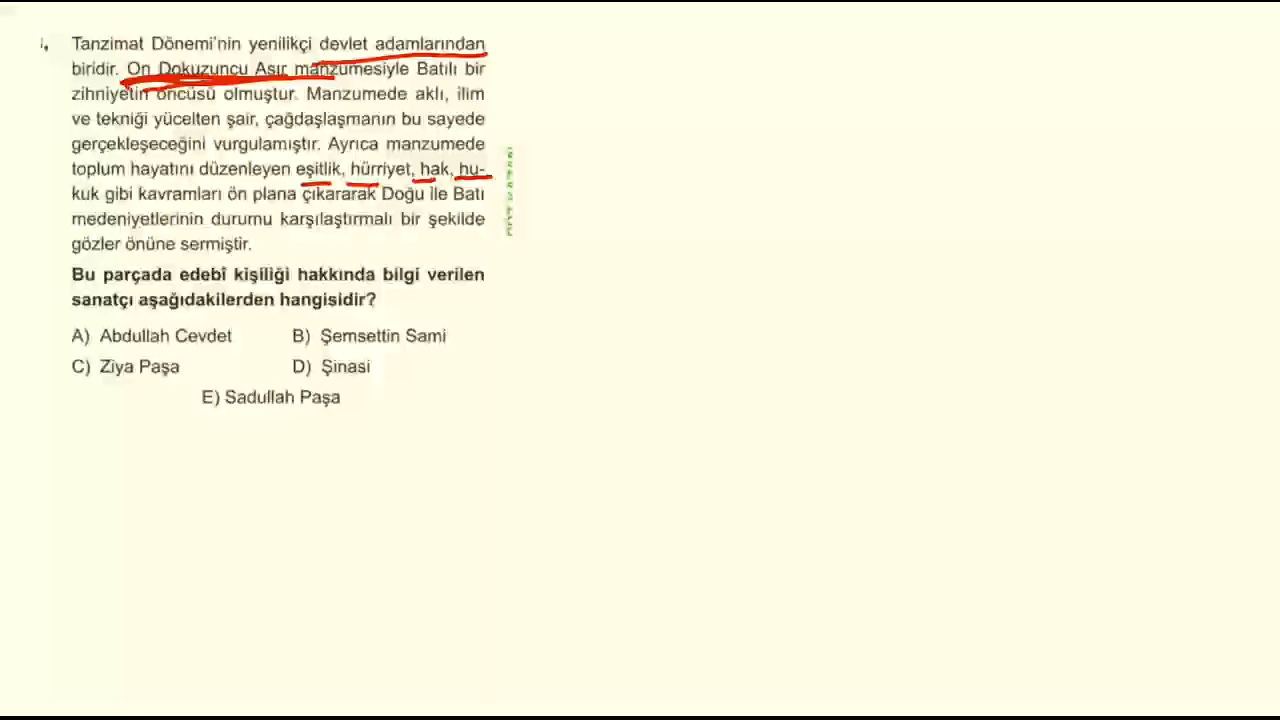 Tanzimat Dönemi'nin yenilikçi devlet adamlarından
biridir. On Dokuzuncu Asır manzumesiyle Batılı bir
zihniyetin öncüsü olmuştur. Manzumede aklı, ilim
ve tekniği yücelten şair, çağdaşlaşmanın bu sayede
gerçekleşeceğini vurgulamıştır. Ayrıca manzumede
toplum hayatını düzenleyen eşitlik, hürriyet, hak, hu-
kuk gibi kavramları ön plana çıkararak Doğu ile Batı
medeniyetlerinin durumu karşılaştırmalı bir şekilde
gözler önüne sermiştir.
Bu parçada edebî kişiliği hakkında bilgi verilen
sanatçı aşağıdakilerden hangisidir?
A) Abdullah Cevdet B) Şemsettin Sami
C) Ziya Paşa D) Şinasi
E) Sadullah Paşa